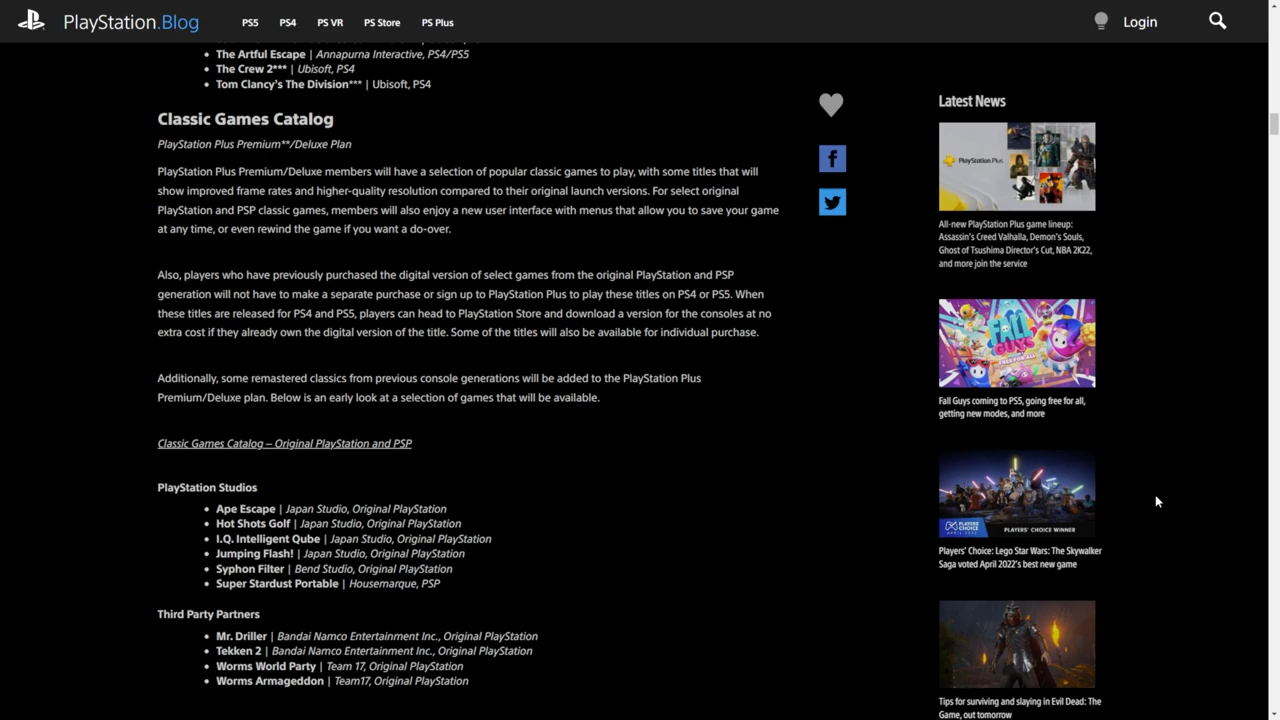 PlayStation.Blog
PS5 PS4 PS VR PS Store PS Plus
Login
The Artful Escape | Annapurna Interactive, PS4/PS5
The Crew 2*** | Ubisoft, PS4
Tom Clancy's The Division*** | Ubisoft, PS4
Classic Games Catalog
PlayStation Plus Premium**/Deluxe Plan
PlayStation Plus Premium/Deluxe members will have a selection of popular classic games to play, with some titles that will
show improved frame rates and higher-quality resolution compared to their original launch versions. For select original
PlayStation and PSP classic games, members will also enjoy a new user interface with menus that allow you to save your game
at any time, or even rewind the game if you want a do-over.
Also, players who have previously purchased the digital version of select games from the original PlayStation and PSP
generation will not have to make a separate purchase or sign up to PlayStation Plus to play these titles on PS4 or PS5. When
these titles are released for PS4 and PS5, players can head to PlayStation Store and download a version for the consoles at no
extra cost if they already own the digital version of the title. Some of the titles will also be available for individual purchase.
Additionally, some remastered classics from previous console generations will be added to the PlayStation Plus
Premium/Deluxe plan. Below is an early look at a selection of games that will be available.
Classic Games Catalog – Original PlayStation and PSP
PlayStation Studios
Ape Escape | Japan Studio, Original PlayStation
Hot Shots Golf | Japan Studio, Original PlayStation
I.Q. Intelligent Qube | Japan Studio, Original PlayStation
Jumping Flash! | Japan Studio, Original PlayStation
Syphon Filter | Bend Studio, Original PlayStation
Super Stardust Portable | Housemarque, PSP
Third Party Partners
Mr. Driller | Bandai Namco Entertainment Inc., Original PlayStation
Tekken 2 | Bandai Namco Entertainment Inc., Original PlayStation
Worms World Party | Team 17, Original PlayStation
Worms Armageddon | Team17, Original PlayStation
Latest News
PlayStation.Plus
All-new PlayStation Plus game lineup:
Assassin's Creed Valhalla, Demon's Souls,
Ghost of Tsushima Director's Cut, NBA 2K22,
and more join the service
FALL GUYS
FREE FOR ALL!
Fall Guys coming to PS5, going free for all,
getting new modes, and more
PLAYERS' CHOICE WINNER
Players' Choice: Lego Star Wars: The Skywalker
Saga voted April 2022's best new game
Tips for surviving and slaying in Evil Dead: The
Game, out tomorrow